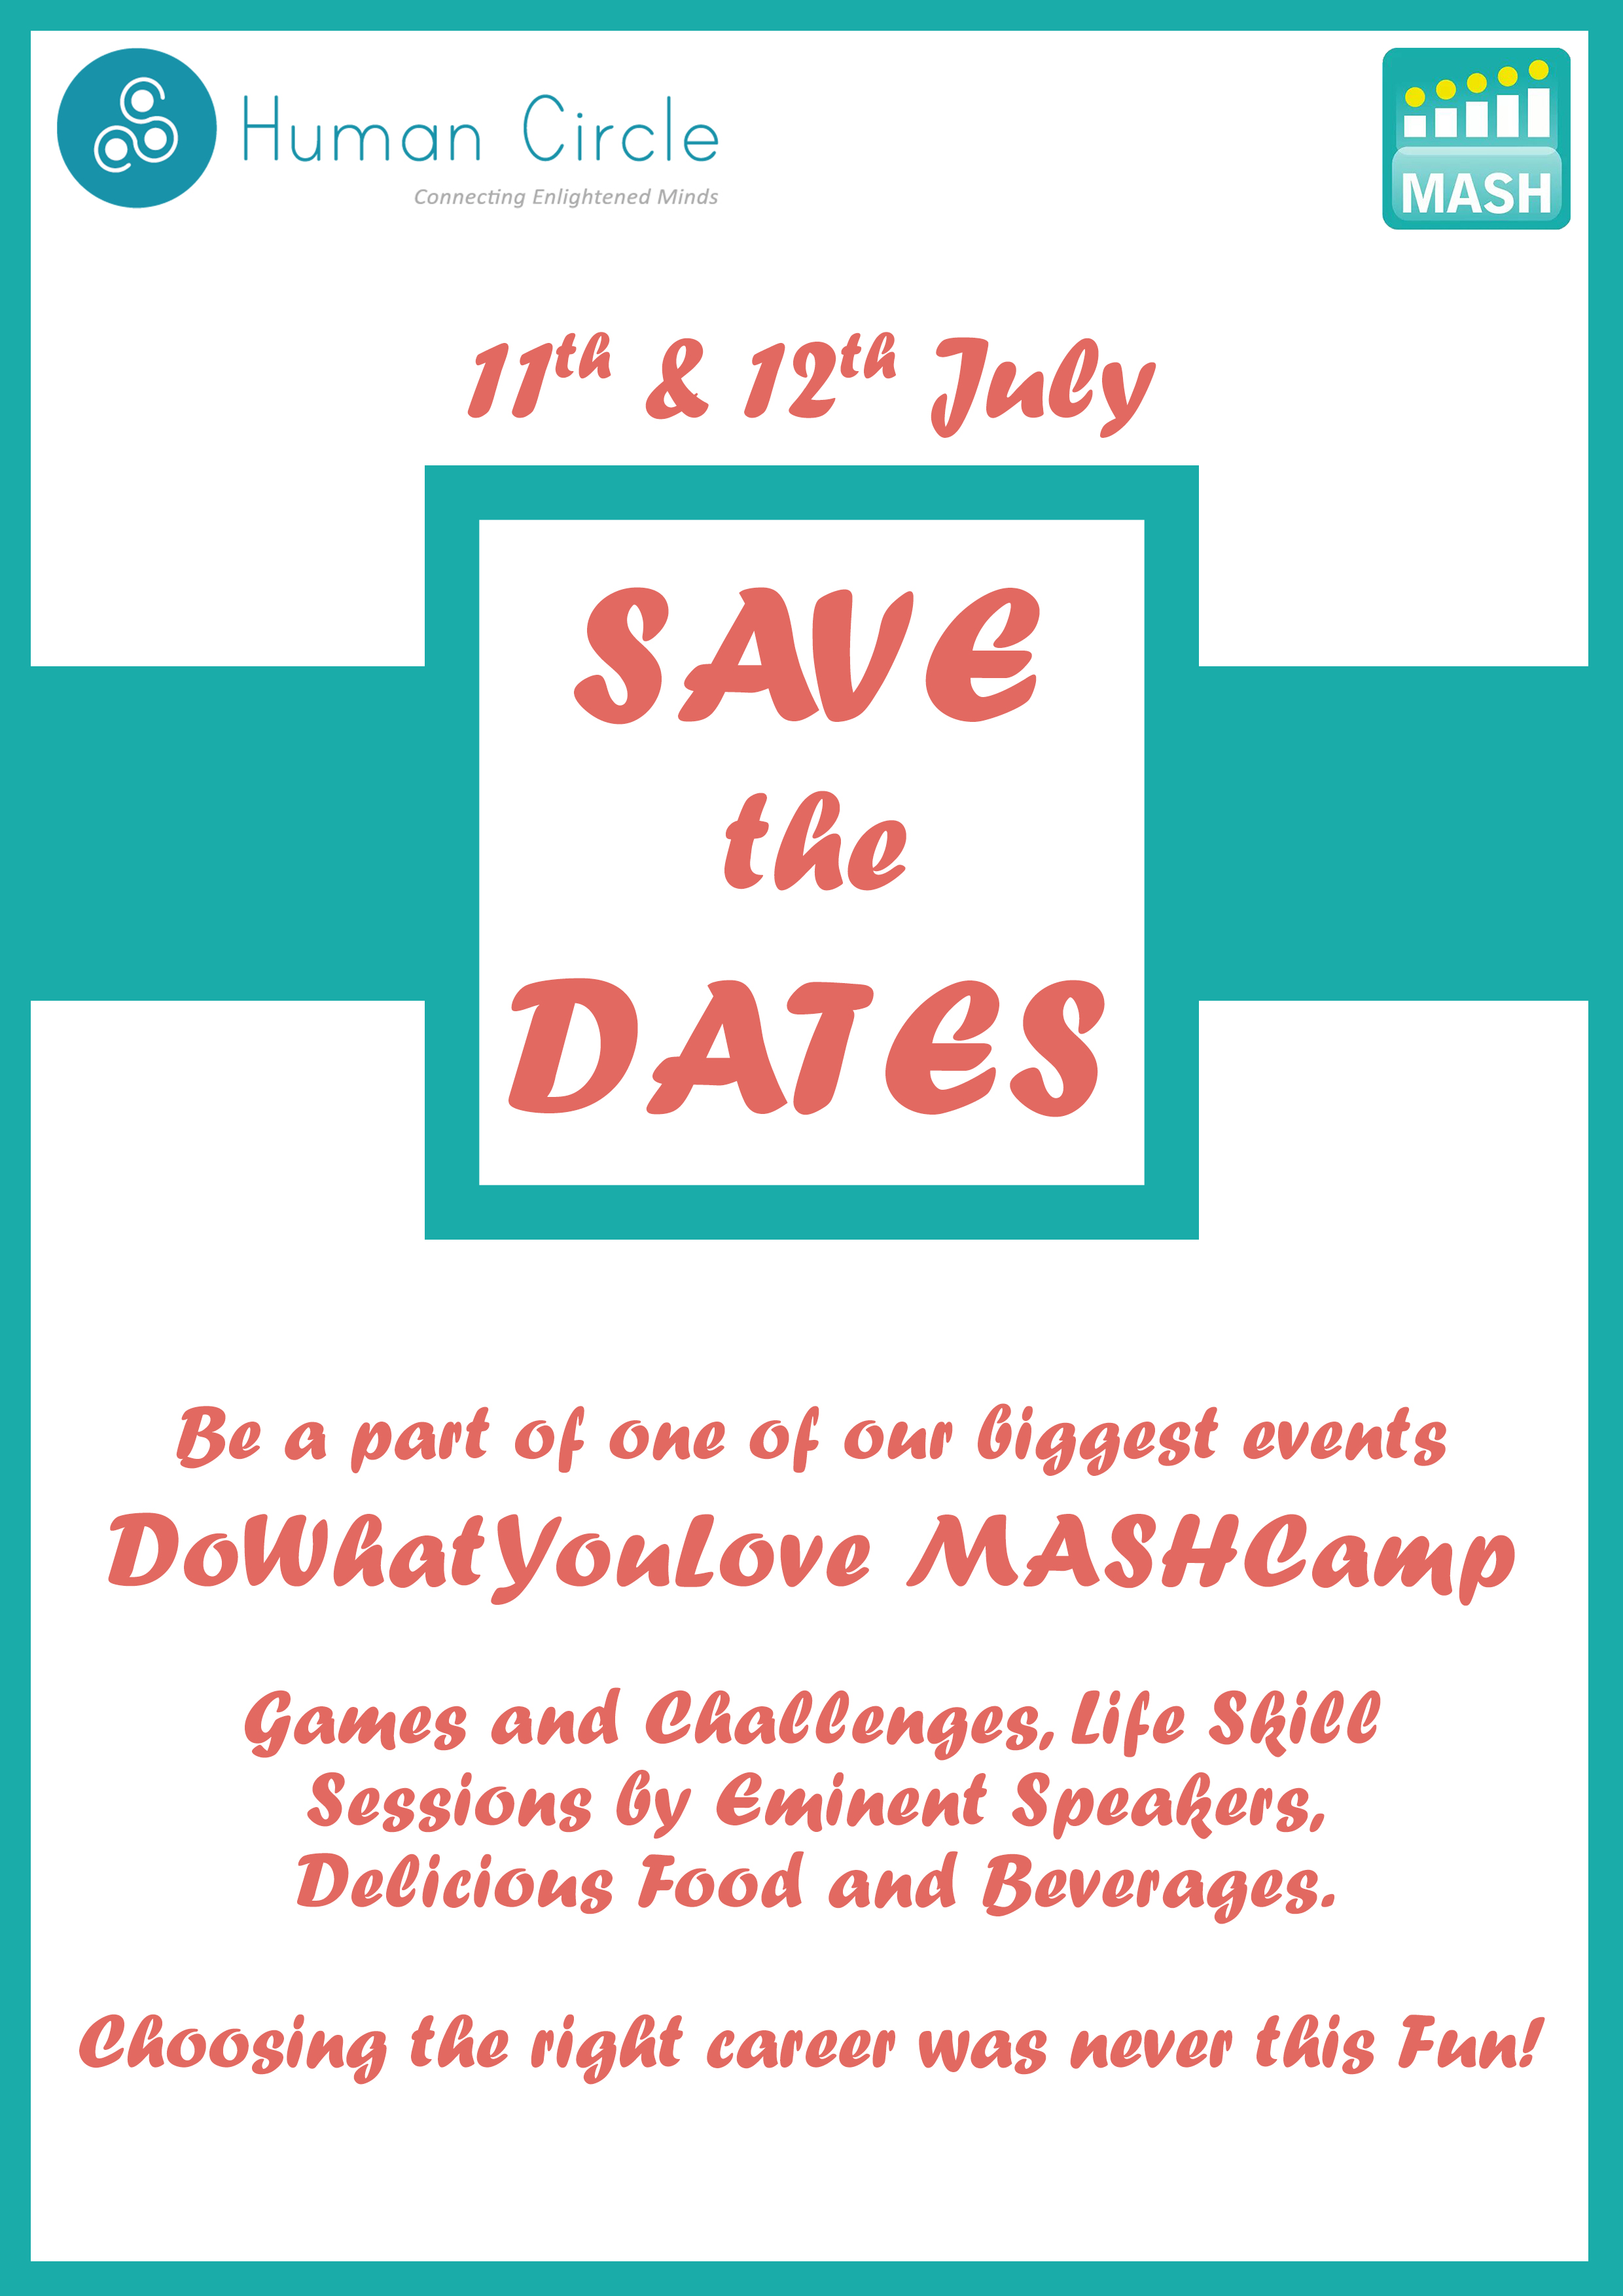 Human Circle
Connecting Enlightened Minds
MASH
11th & 12th July
SAVE
the
DATES
Be a part of one of our biggest events
DoWhatYouLove MASHCamp
Games and Challenges, Life Skill
Sessions by Eminent Speakers,
Delicious Food and Beverages.
Choosing the right career was never this Fun!